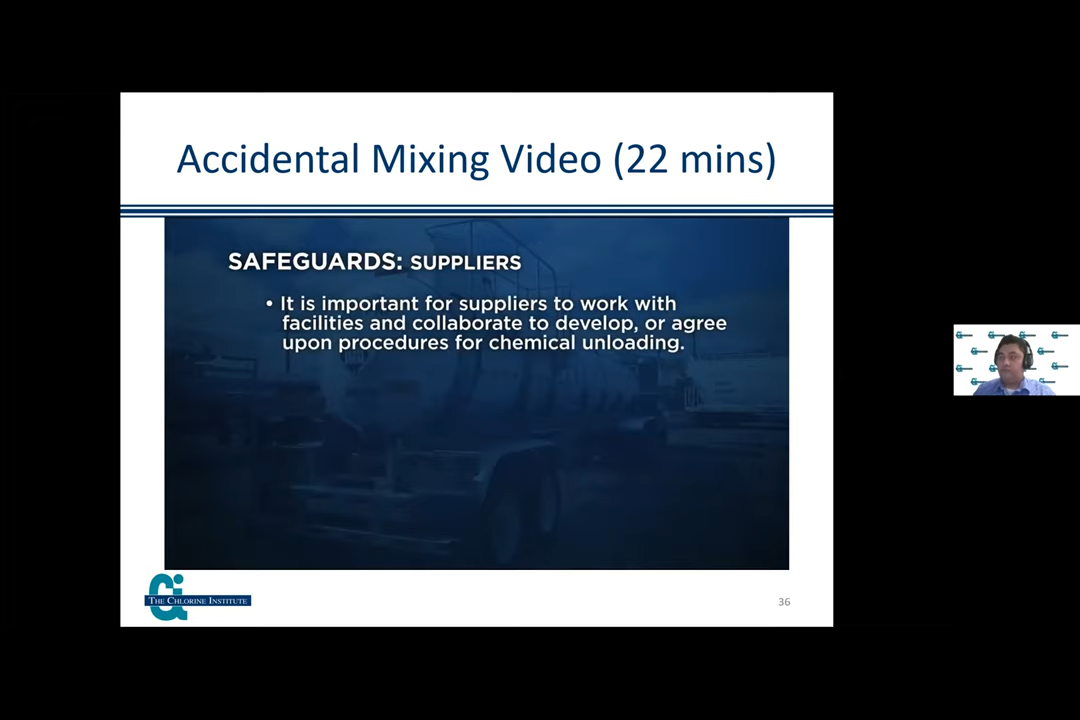 Accidental Mixing Video (22 mins)
SAFEGUARDS: SUPPLIERS
• It is important for suppliers to work with
facilities and collaborate to develop, or agree
upon procedures for chemical unloading.
THE CHLORINE INSTITUTE
36